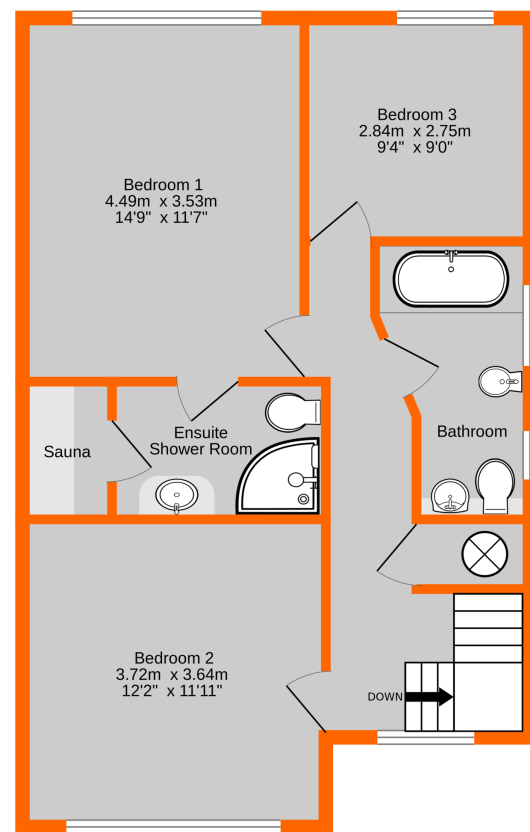 Bedroom 3
2.84m x 2.75m
9'4" x 9'0"
Bedroom 1
4.49m x 3.53m
14'9" x 11'7"
Ensuite
Shower Room
Sauna
Bathroom
Bedroom 2
3.72m x 3.64m
12'2" x 11'11"
DOWN